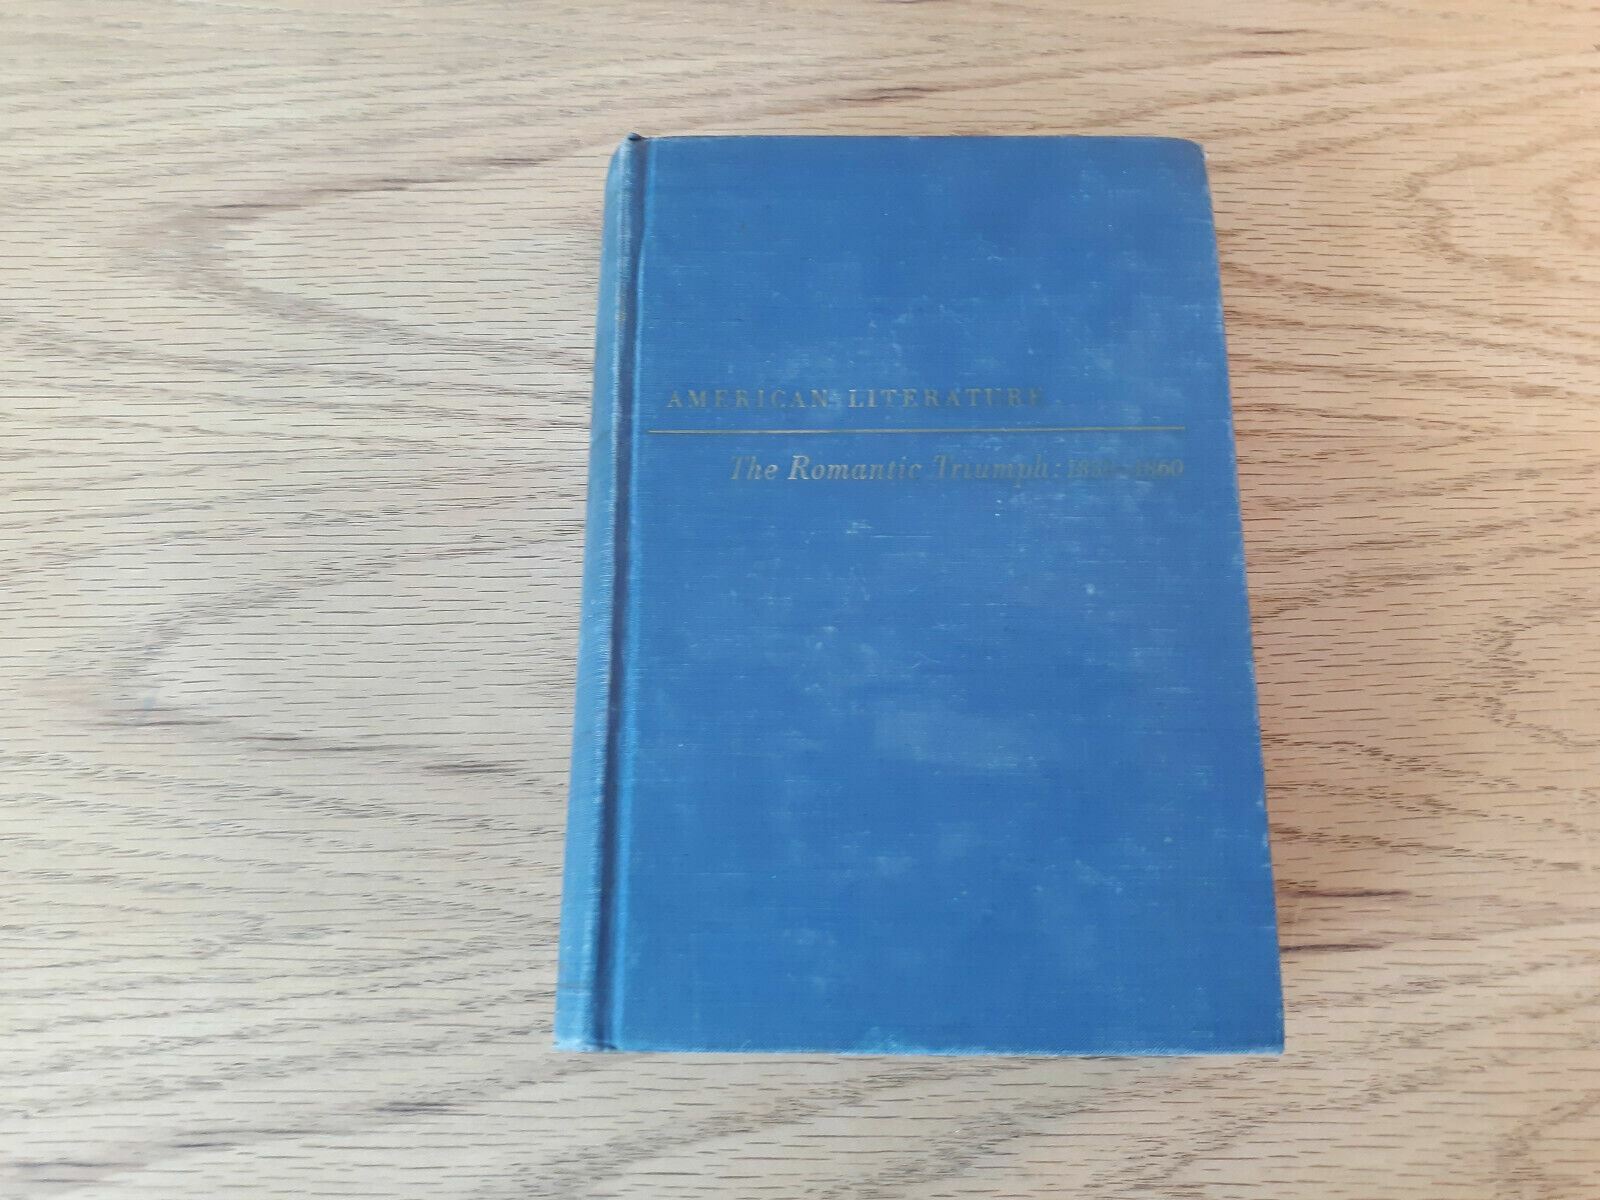 AMERICAN LITERATURE
The Romantic Triumph: 1830–1860